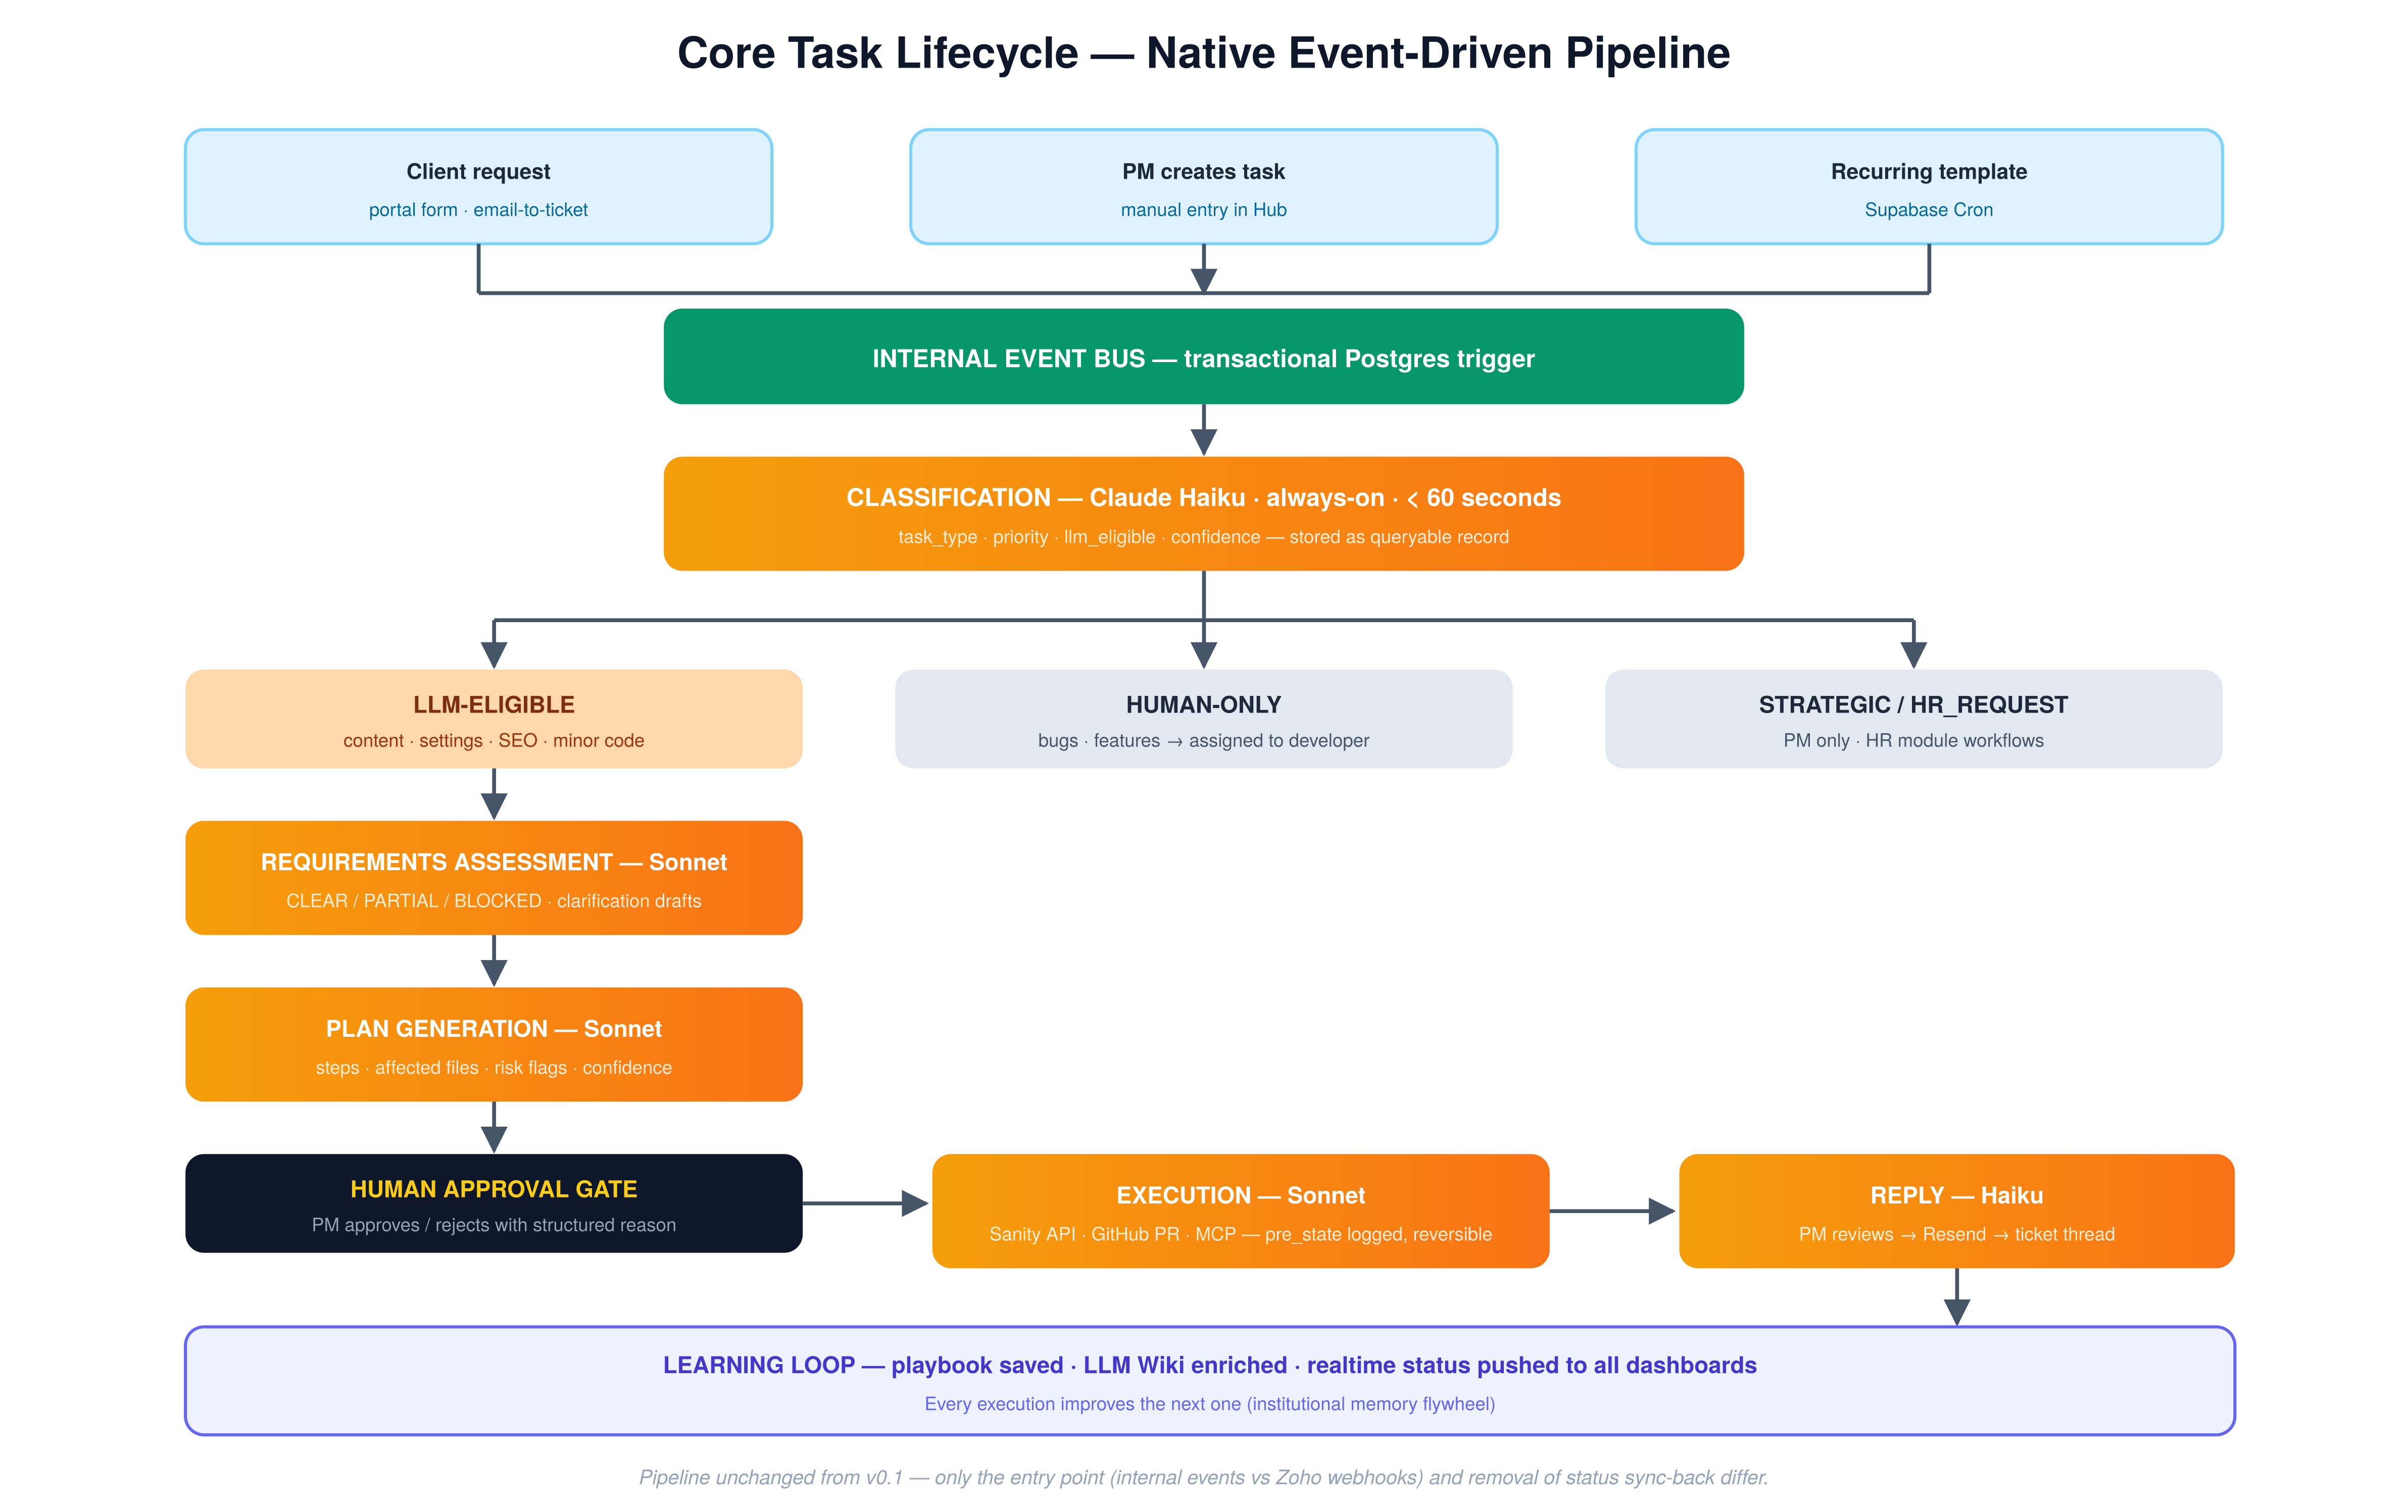 Core Task Lifecycle — Native Event-Driven Pipeline
Client request
portal form · email-to-ticket
PM creates task
manual entry in Hub
Recurring template
Supabase Cron
INTERNAL EVENT BUS — transactional Postgres trigger
CLASSIFICATION — Claude Haiku · always-on · < 60 seconds
task_type · priority · llm_eligible · confidence — stored as queryable record
LLM-ELIGIBLE
content · settings · SEO · minor code
HUMAN-ONLY
bugs · features → assigned to developer
STRATEGIC / HR_REQUEST
PM only · HR module workflows
REQUIREMENTS ASSESSMENT — Sonnet
CLEAR / PARTIAL / BLOCKED · clarification drafts
PLAN GENERATION — Sonnet
steps · affected files · risk flags · confidence
HUMAN APPROVAL GATE
PM approves / rejects with structured reason
EXECUTION — Sonnet
Sanity API · GitHub PR · MCP — pre_state logged, reversible
REPLY — Haiku
PM reviews → Resend → ticket thread
LEARNING LOOP — playbook saved · LLM Wiki enriched · realtime status pushed to all dashboards
Every execution improves the next one (institutional memory flywheel)
Pipeline unchanged from v0.1 — only the entry point (internal events vs Zoho webhooks) and removal of status sync-back differ.